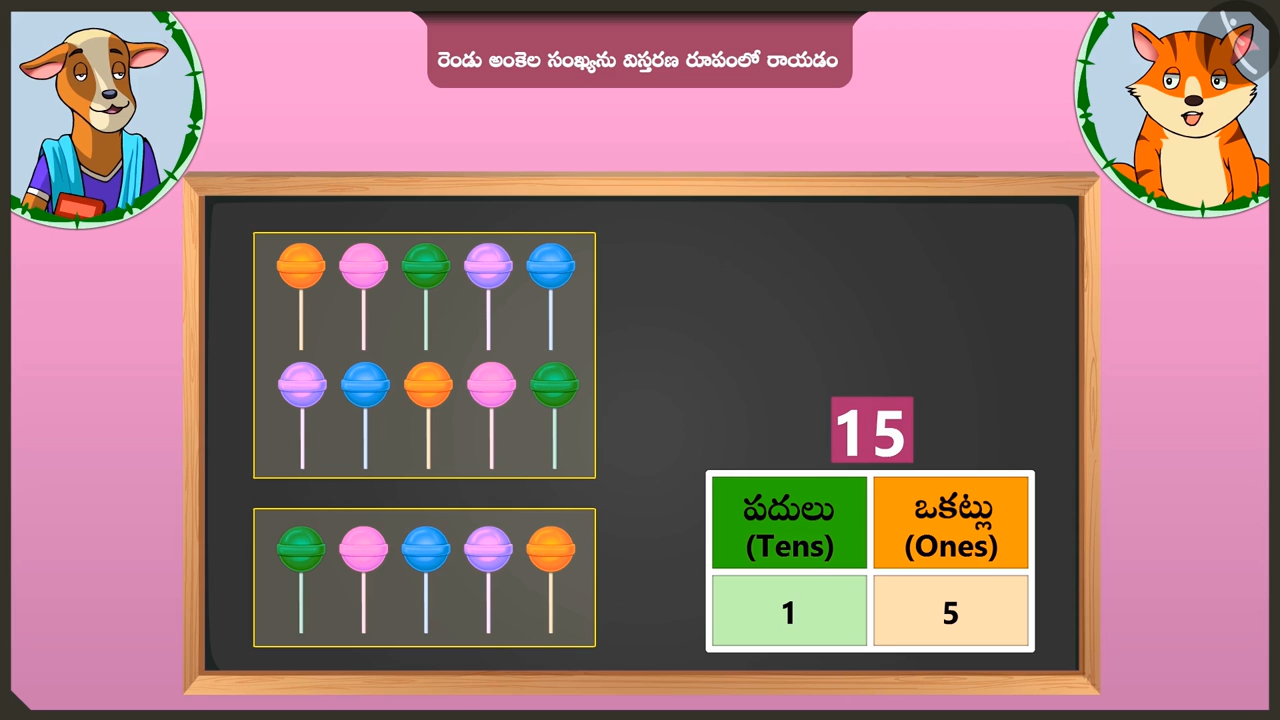 రెండు అంకెల సంఖ్యను విస్తరణ రూపంలో రాయడం
15
పదులు ఒకట్లు
(Tens) (Ones)
1 5